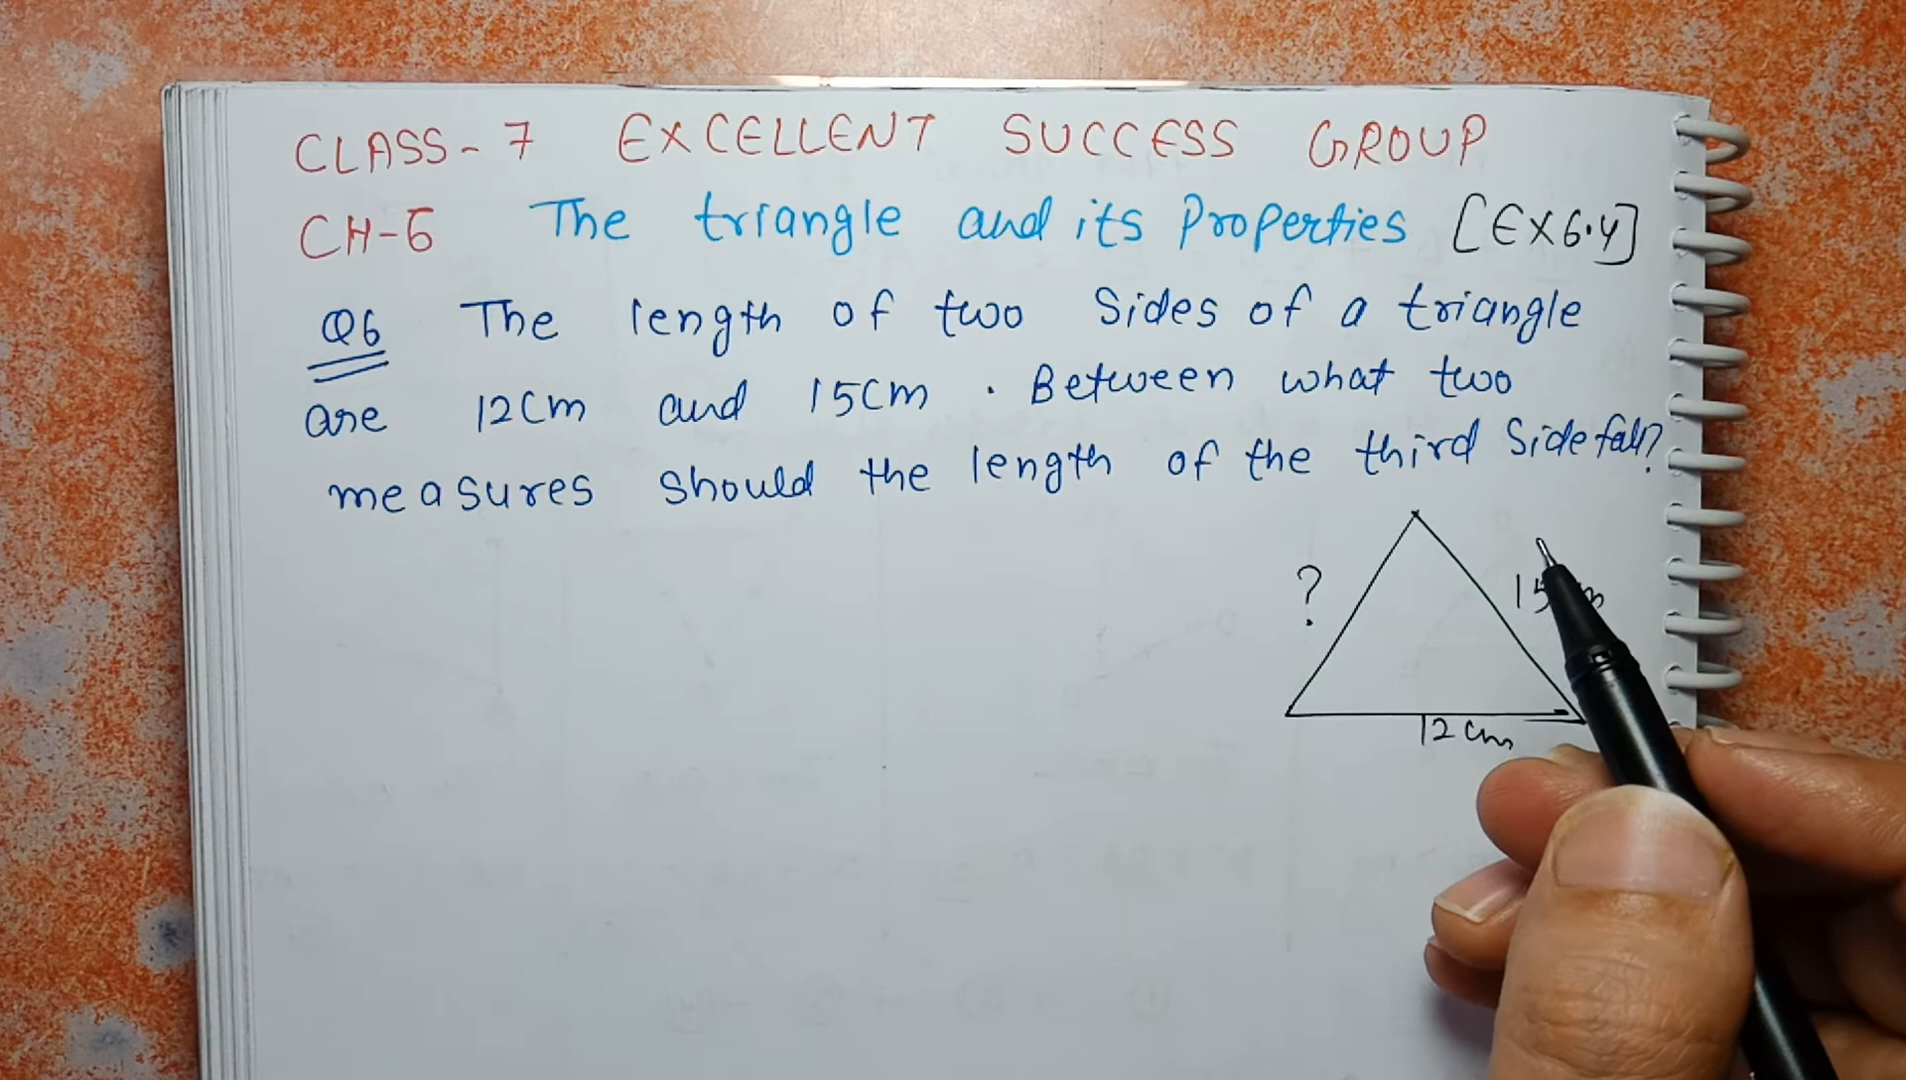 CLASS-7 EXCELLENT SUCCESS GROUP
CH-6 The triangle and its Properties [EX6.4]
Q6 The length of two Sides of a triangle
are 12cm and 15cm. Between what two
measures should the length of the third Side fall?
?
12 cm